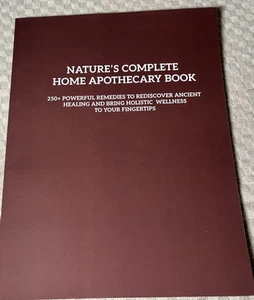 NATURE'S COMPLETE
HOME APOTHECARY BOOK
250+ POWERFUL REMEDIES TO REDISCOVER ANCIENT
HEALING AND BRING HOLISTIC WELLNESS
TO YOUR FINGERTIPS